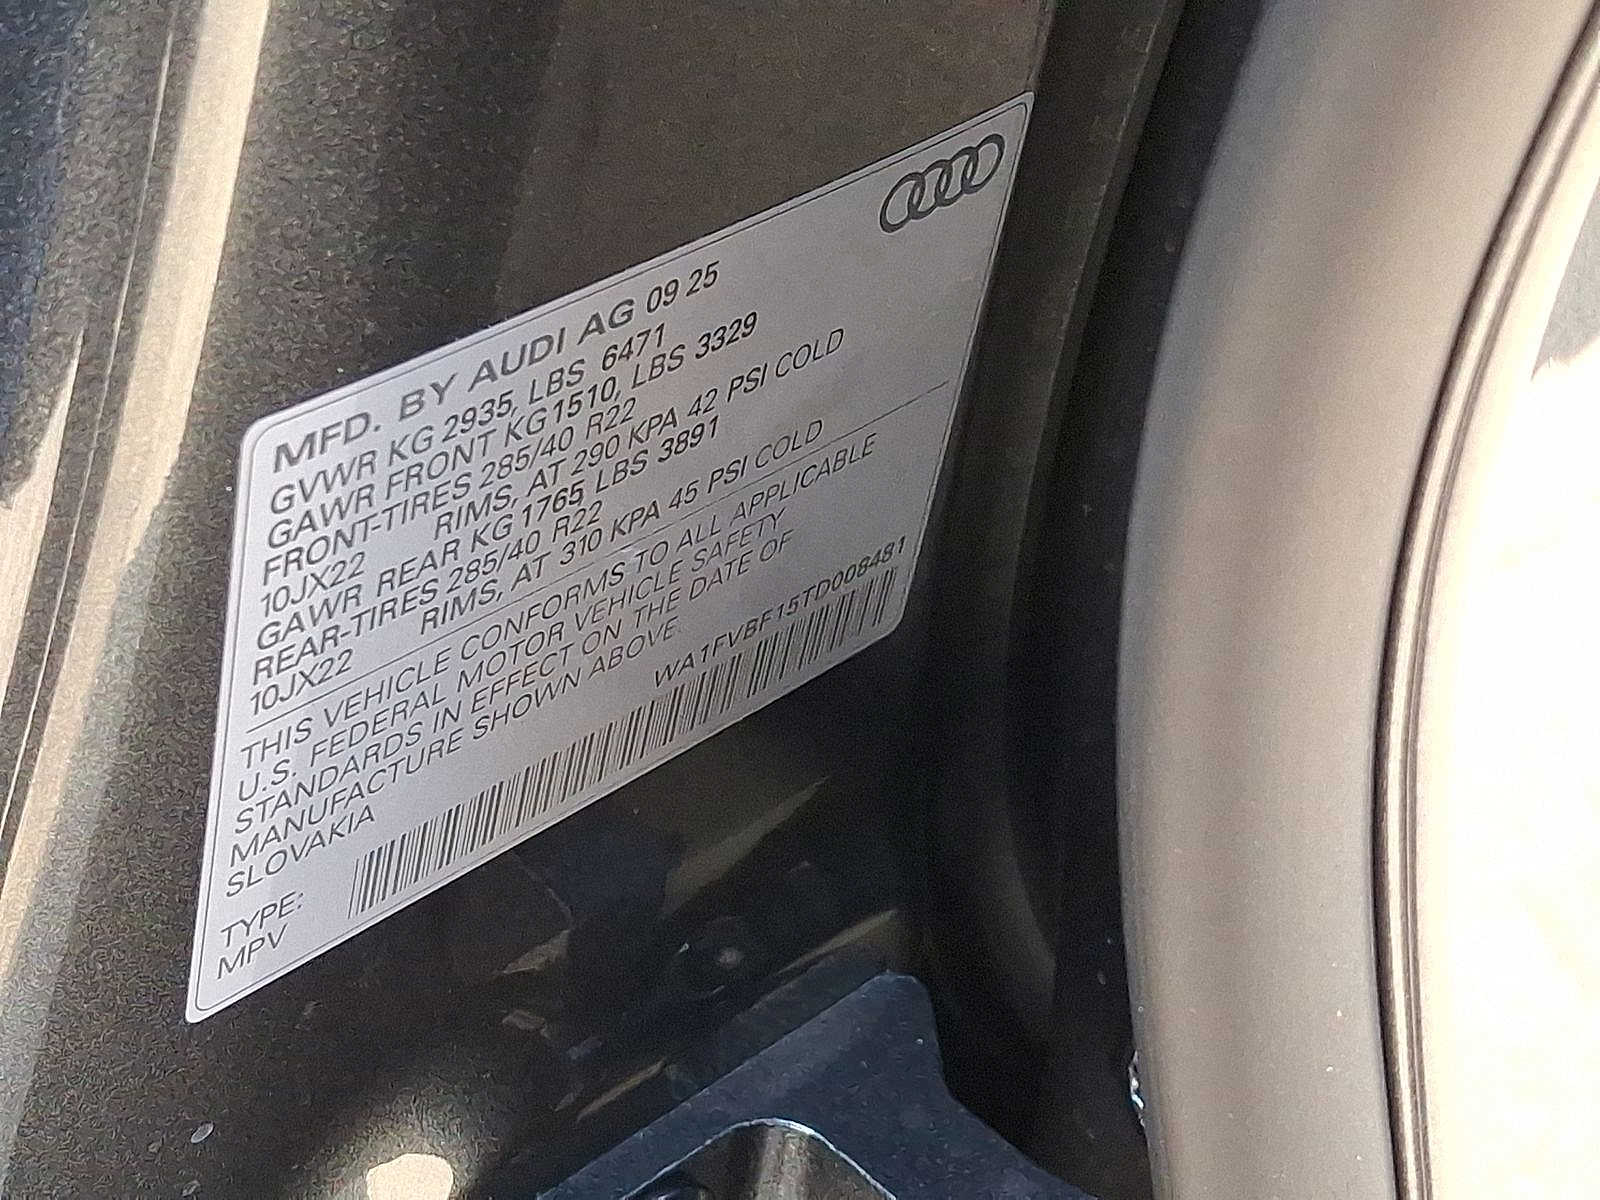 MFD. BY AUDI AG 09 25
GVWR KG 2935, LBS 6471
GAWR FRONT KG 1510, LBS 3329
FRONT-TIRES 285/40 R22
10JX22 RIMS, AT 290 KPA 42 PSI COLD
GAWR REAR KG 1765, LBS 3891
REAR-TIRES 285/40 R22
10JX22 RIMS, AT 310 KPA 45 PSI COLD
THIS VEHICLE CONFORMS TO ALL APPLICABLE
U.S. FEDERAL MOTOR VEHICLE SAFETY
STANDARDS IN EFFECT ON THE DATE OF
MANUFACTURE SHOWN ABOVE.
SLOVAKIA
WA1FVBF15TD008481
TYPE:
MPV